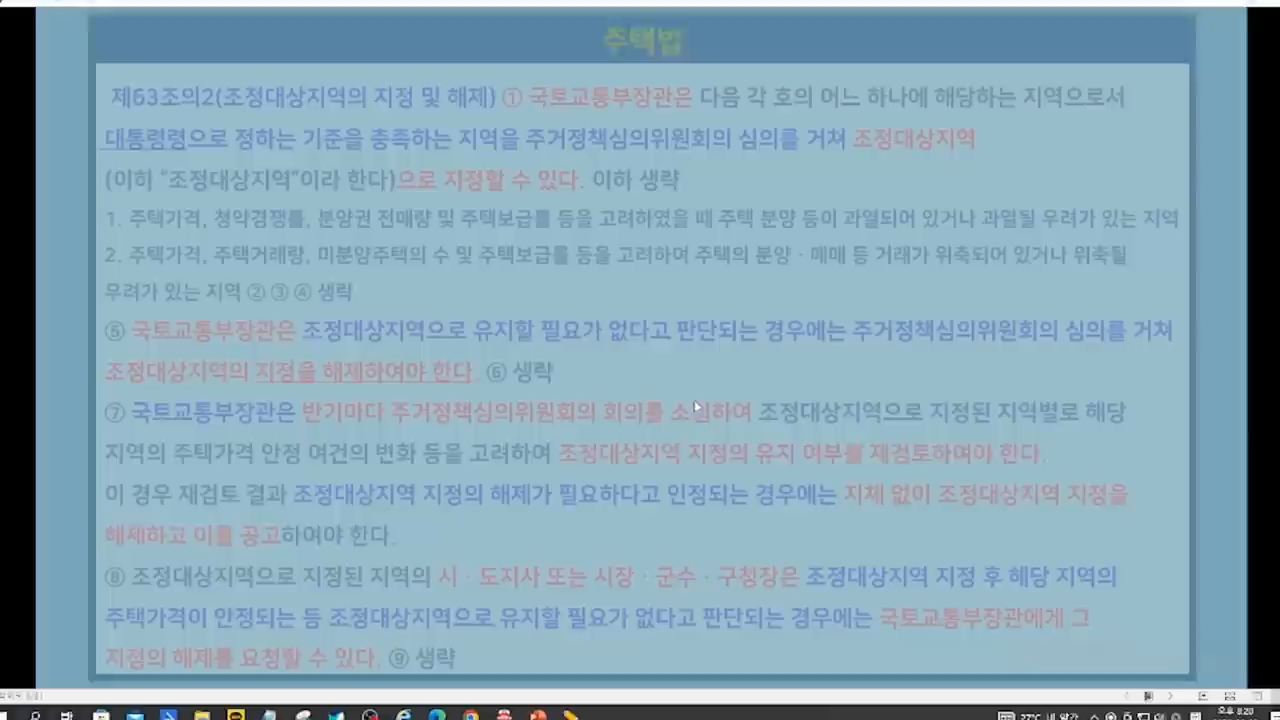 주택법
제63조의2(조정대상지역의 지정 및 해제) ① 국토교통부장관은 다음 각 호의 어느 하나에 해당하는 지역으로서
대통령령으로 정하는 기준을 충족하는 지역을 주거정책심의위원회의 심의를 거쳐 조정대상지역
(이히 "조정대상지역"이라 한다)으로 지정할 수 있다. 이하 생략
1. 주택가격, 청약경쟁률, 분양권 전매량 및 주택보급률 등을 고려하였을 때 주택 분양 등이 과열되어 있거나 과열될 우려가 있는 지역
2. 주택가격, 주택거래량, 미분양주택의 수 및 주택보급률 등을 고려하여 주택의 분양 · 매매 등 거래가 위축되어 있거나 위축될
우려가 있는 지역 ② ③ ④ 생략
⑤ 국토교통부장관은 조정대상지역으로 유지할 필요가 없다고 판단되는 경우에는 주거정책심의위원회의 심의를 거쳐
조정대상지역의 지정을 해제하여야 한다. ⑥ 생략
⑦ 국토교통부장관은 반기마다 주거정책심의위원회의 회의를 소집하여 조정대상지역으로 지정된 지역별로 해당
지역의 주택가격 안정 여건의 변화 등을 고려하여 조정대상지역 지정의 유지 여부를 재검토하여야 한다.
이 경우 재검토 결과 조정대상지역 지정의 해제가 필요하다고 인정되는 경우에는 지체 없이 조정대상지역 지정을
해제하고 이를 공고하여야 한다.
⑧ 조정대상지역으로 지정된 지역의 시 · 도지사 또는 시장 · 군수 · 구청장은 조정대상지역 지정 후 해당 지역의
주택가격이 안정되는 등 조정대상지역으로 유지할 필요가 없다고 판단되는 경우에는 국토교통부장관에게 그
지정의 해제를 요청할 수 있다. ⑨ 생략
오후 8:20
27℃